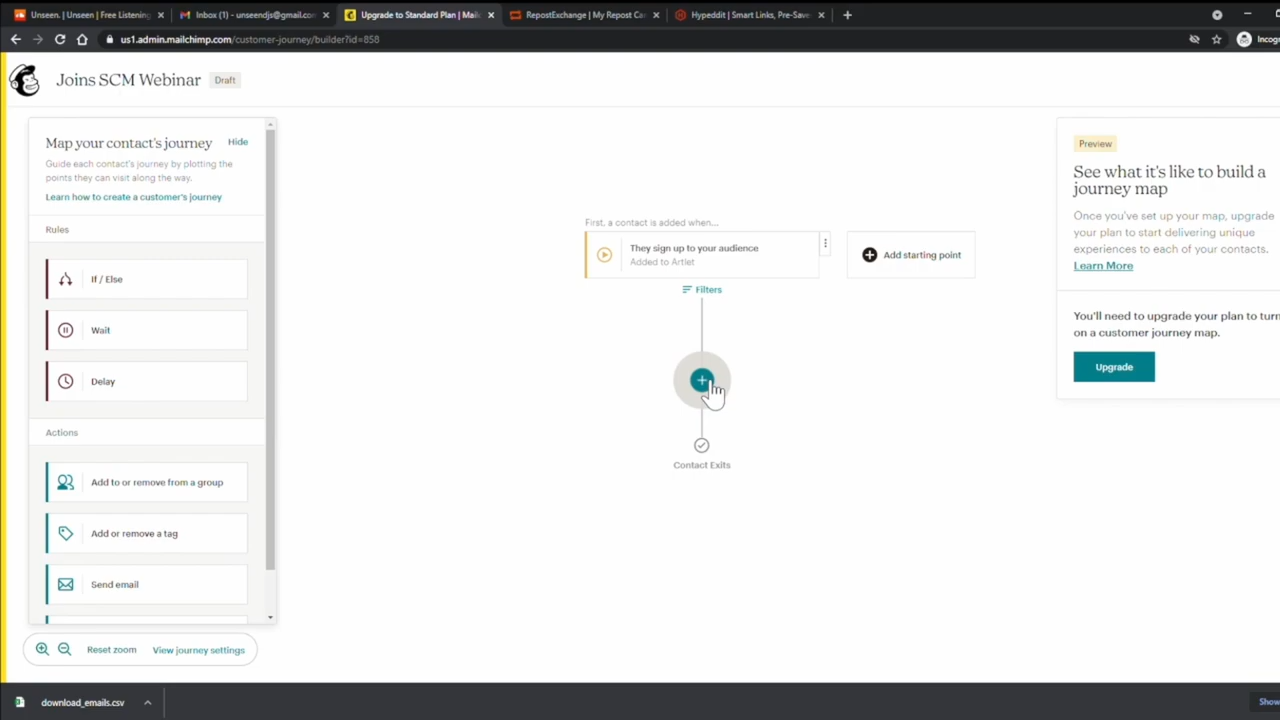 Unseen. | Unseen | Free Listening
Inbox (1) - unseendjs@gmail.co
Upgrade to Standard Plan | Mail
RepostExchange | My Repost Ca
Hypeddit | Smart Links, Pre-Save
us1.admin.mailchimp.com/customer-journey/builder?id=858
Incog
Joins SCM Webinar
Draft
Map your contact's journey
Hide
Guide each contact's journey by plotting the
points they can visit along the way.
Learn how to create a customer's journey
Rules
If / Else
Wait
Delay
Actions
Add to or remove from a group
Add or remove a tag
Send email
Reset zoom
View journey settings
First, a contact is added when...
They sign up to your audience
Added to Artlet
Add starting point
Filters
Contact Exits
Preview
See what it's like to build a
journey map
Once you've set up your map, upgrade
your plan to start delivering unique
experiences to each of your contacts.
Learn More
You'll need to upgrade your plan to turn
on a customer journey map.
Upgrade
download_emails.csv
Show